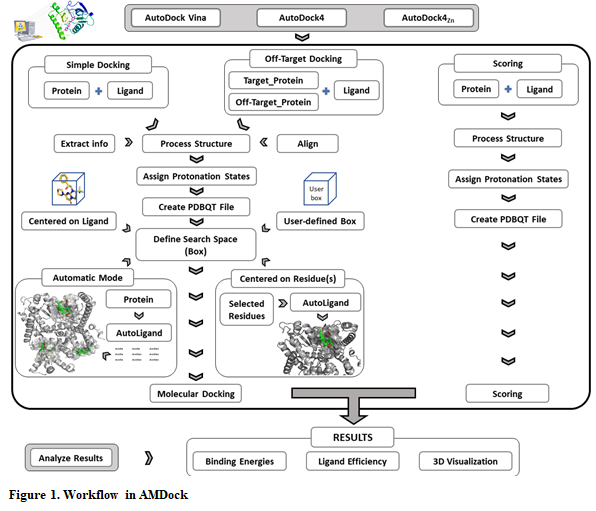 AutoDock Vina
AutoDock4
AutoDock4Zn
Simple Docking
Protein + Ligand
Off-Target Docking
Target_Protein
Off-Target_Protein
+ Ligand
Scoring
Protein + Ligand
Extract info
Process Structure
Align
Assign Protonation States
Create PDBQT File
Centered on Ligand
User box
User-defined Box
Define Search Space
(Box)
Automatic Mode
Protein
AutoLigand
Centered on Residue(s)
Selected
Residues
AutoLigand
Molecular Docking
Process Structure
Assign Protonation States
Create PDBQT File
Scoring
RESULTS
Analyze Results
Binding Energies
Ligand Efficiency
3D Visualization
Figure 1. Workflow in AMDock